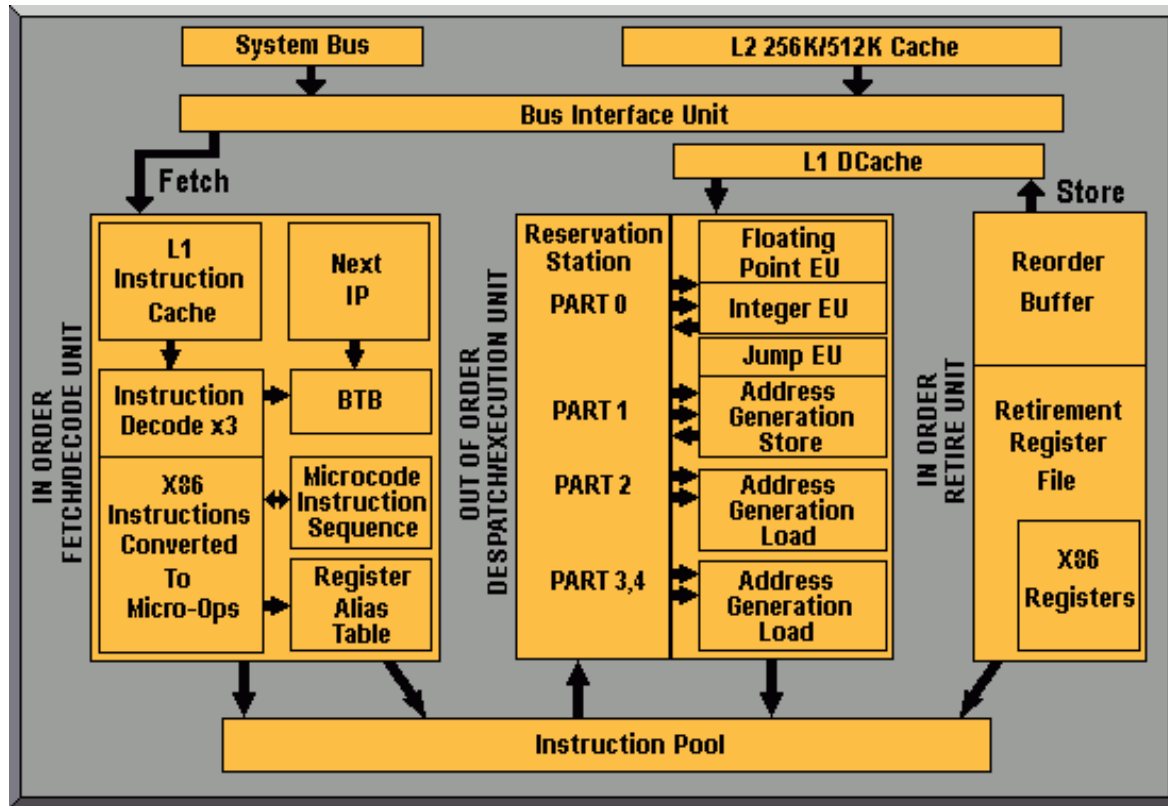 System Bus
L2 256K/512K Cache
Bus Interface Unit
L1 DCache
Fetch
Store
IN ORDER
FETCH/DECODE UNIT
L1
Instruction
Cache
Next
IP
Instruction
Decode x3
BTB
X86
Instructions
Converted
To
Micro-Ops
Microcode
Instruction
Sequence
Register
Alias
Table
OUT OF ORDER
DESPATCH/EXECUTION UNIT
Reservation
Station
PART 0
PART 1
PART 2
PART 3,4
Floating
Point EU
Integer EU
Jump EU
Address
Generation
Store
Address
Generation
Load
Address
Generation
Load
IN ORDER
RETIRE UNIT
Reorder
Buffer
Retirement
Register
File
X86
Registers
Instruction Pool